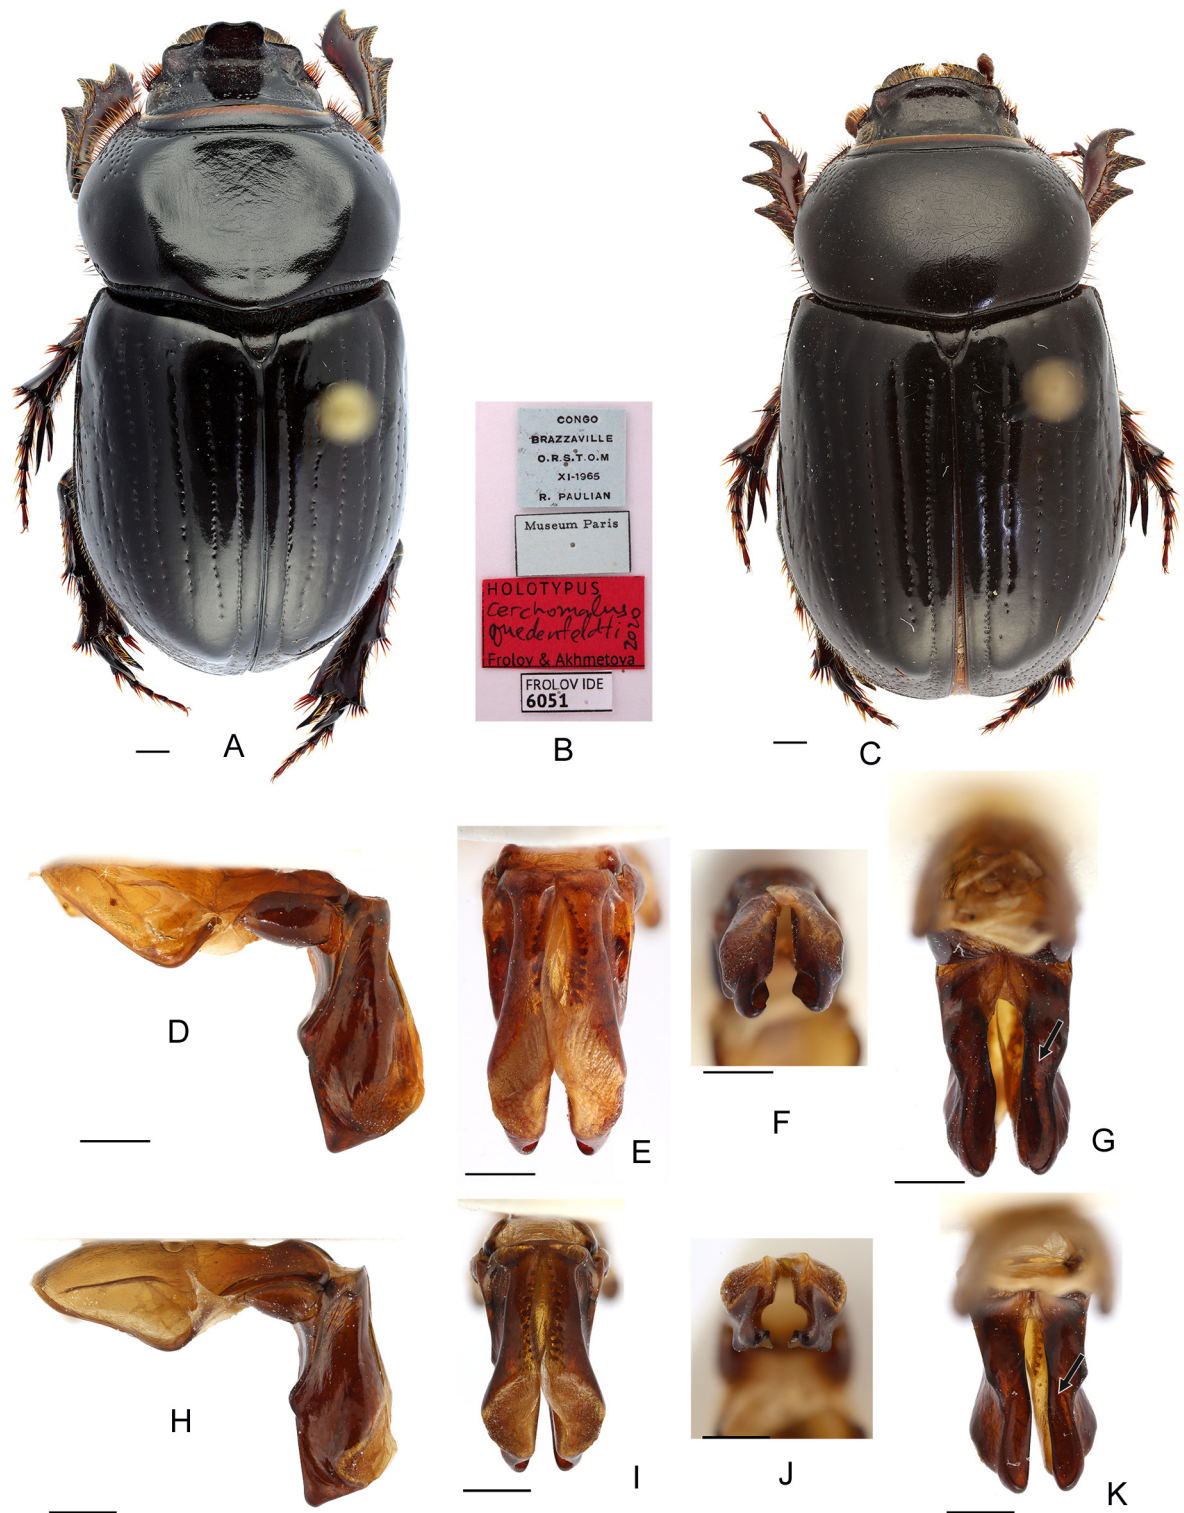 CONGO
BRAZZAVILLE
O.R.S.T.O.M
XI-1965
R. PAULIAN
Museum Paris
HOLOTYPUS
Cerchomalus
quedenfeldti
2020
Frolov & Akhmetova
FROLOV IDE
6051
A
B
C
D
E
F
G
H
I
J
K